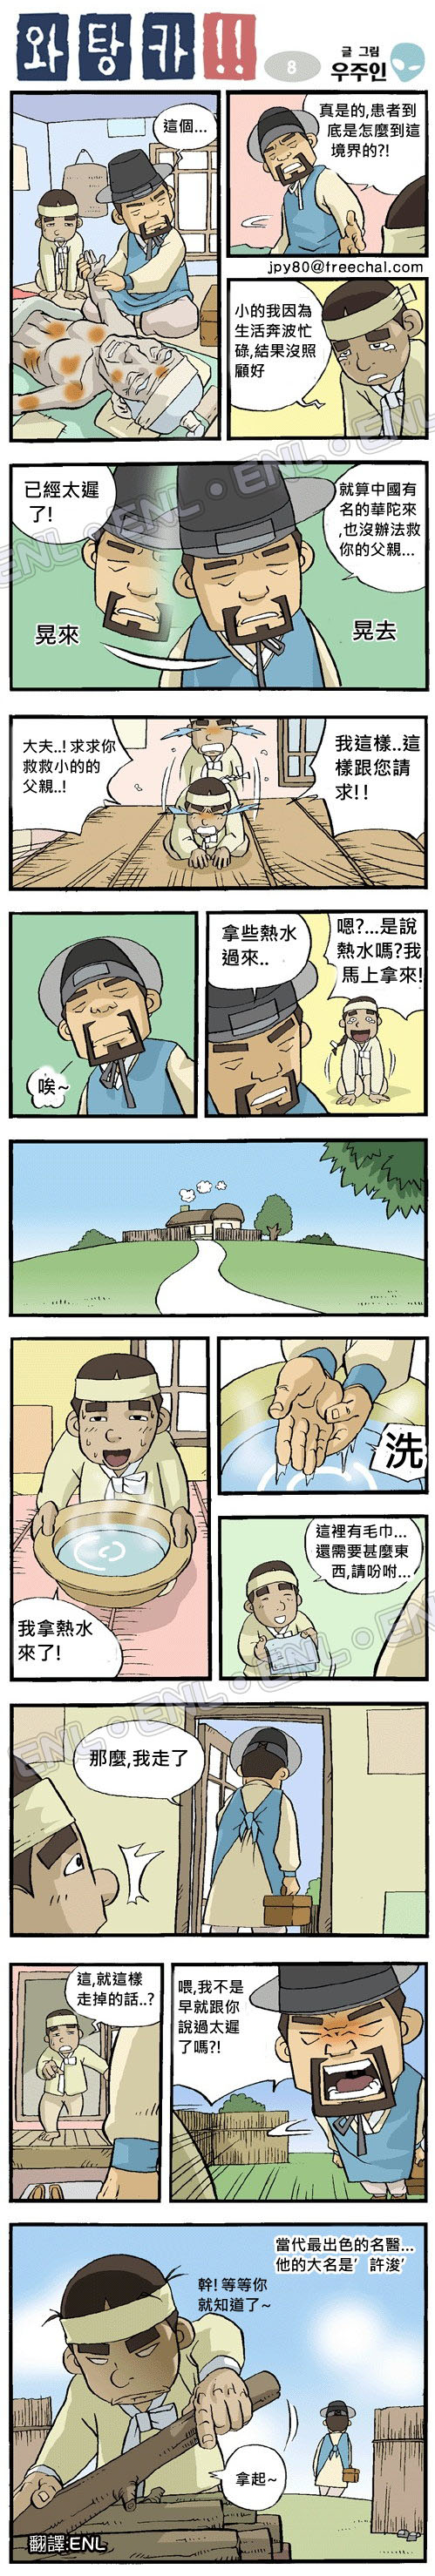 와탕카!!
8
글 그림
우주인
這個...
真是的,患者到
底是怎麼到這
境界的?!
jpy80@freechal.com
小的我因為
生活奔波忙
碌,結果沒照
顧好
已經太遲
了!
就算中國有
名的華陀來
,也沒辦法救
你的父親...
晃來
晃去
大夫..!求求你
救救小的的
父親..!
我這樣..這
樣跟您請
求!!
唉~
拿些熱水
過來..
嗯?...是說
熱水嗎?我
馬上拿來!
我拿熱水
來了!
洗
這裡有毛巾...
還需要甚麼東
西,請吩咐...
那麼,我走了
這,就這樣
走掉的話..?
喂,我不是
早就跟你
說過太遲
了嗎?!
當代最出色的名醫...
他的大名是'許浚'
幹!等等你
就知道了~
拿起~
翻譯:ENL
ENL